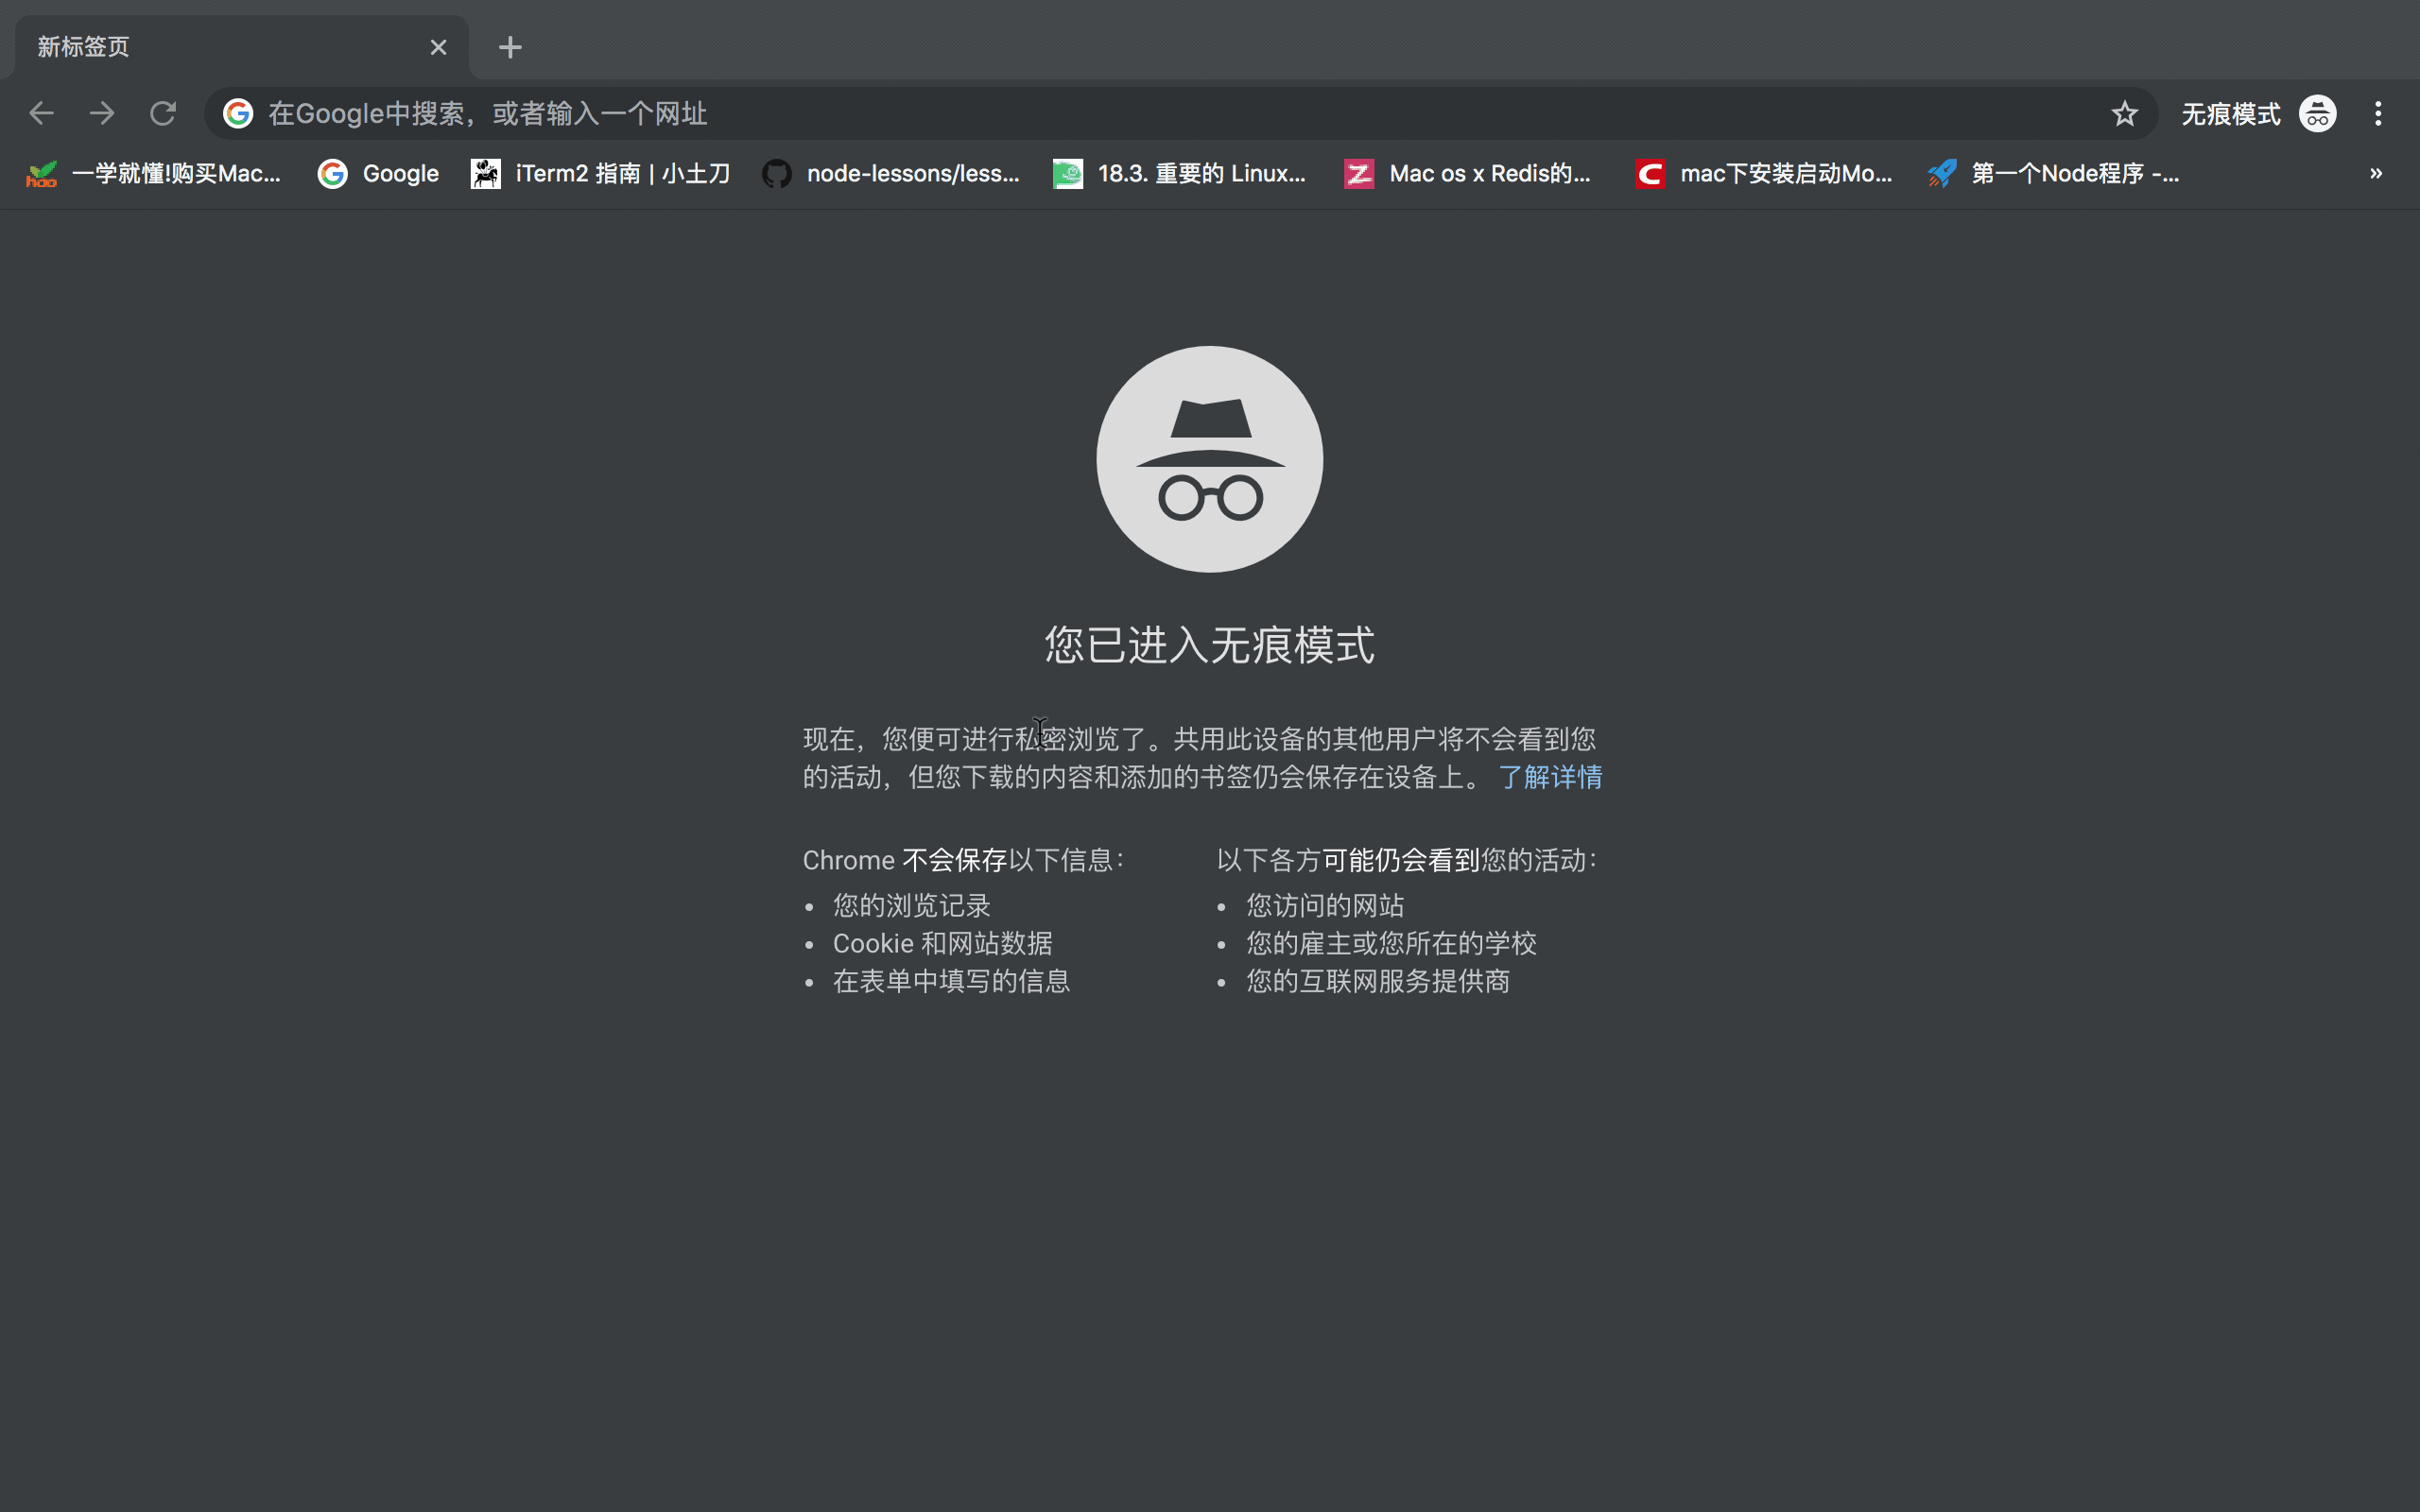 新标签页
在Google中搜索，或者输入一个网址
无痕模式
hao 一学就懂!购买Mac...
Google
iTerm2 指南 | 小土刀
node-lessons/less...
18.3. 重要的 Linux...
Mac os x Redis的...
mac下安装启动Mo...
第一个Node程序 -...
»
您已进入无痕模式
现在，您便可进行私密浏览了。共用此设备的其他用户将不会看到您
的活动，但您下载的内容和添加的书签仍会保存在设备上。 了解详情
Chrome 不会保存以下信息：
• 您的浏览记录
• Cookie 和网站数据
• 在表单中填写的信息
以下各方可能仍会看到您的活动：
• 您访问的网站
• 您的雇主或您所在的学校
• 您的互联网服务提供商